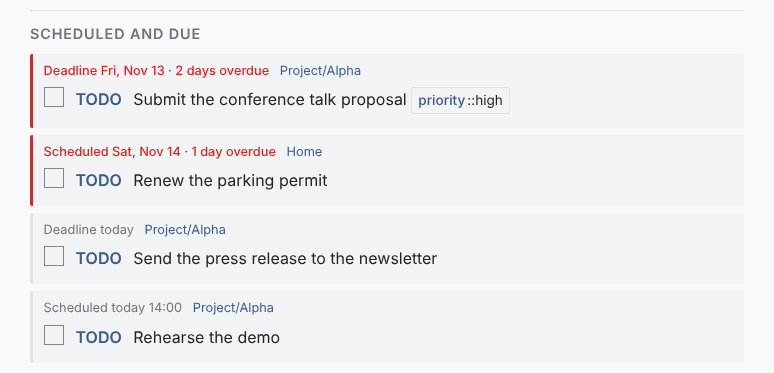 SCHEDULED AND DUE
Deadline Fri, Nov 13 · 2 days overdue Project/Alpha
TODO Submit the conference talk proposal priority::high
Scheduled Sat, Nov 14 · 1 day overdue Home
TODO Renew the parking permit
Deadline today Project/Alpha
TODO Send the press release to the newsletter
Scheduled today 14:00 Project/Alpha
TODO Rehearse the demo